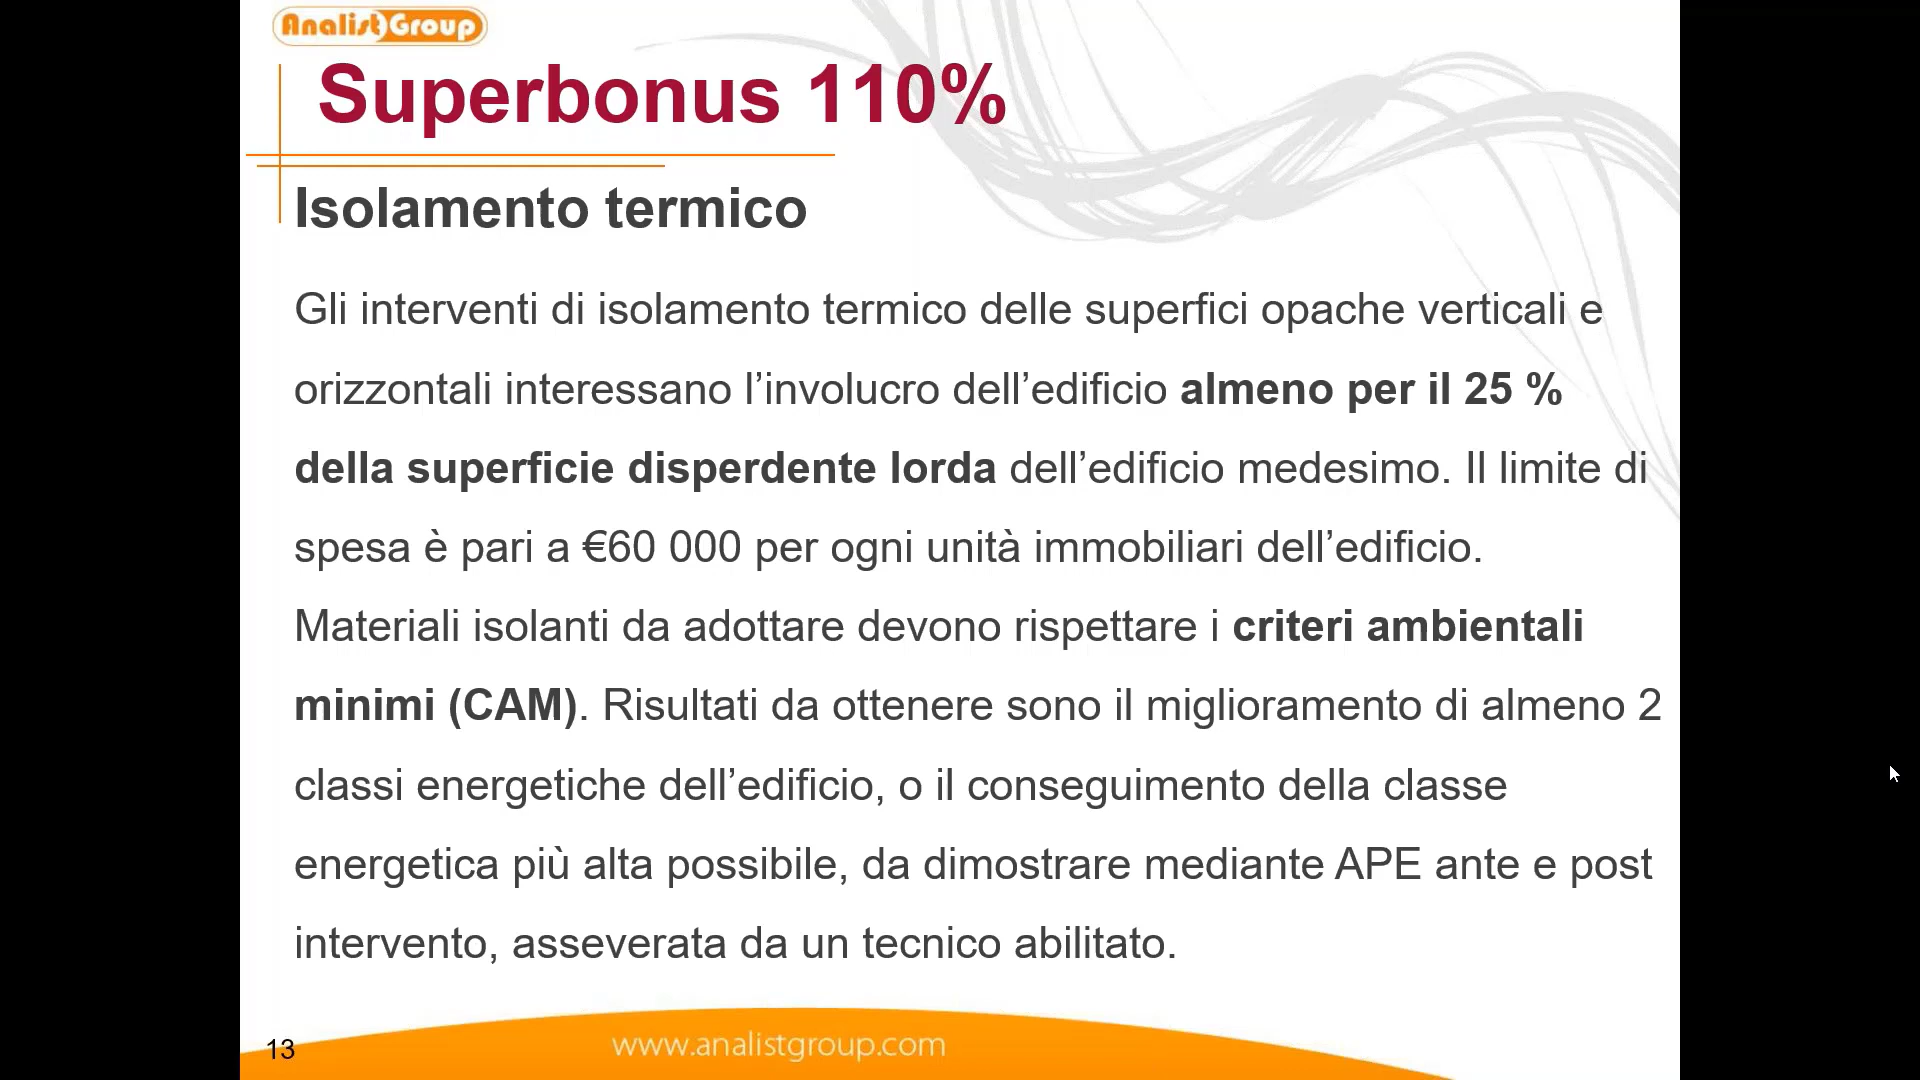 AnalistGroup
Superbonus 110%
Isolamento termico
Gli interventi di isolamento termico delle superfici opache verticali e
orizzontali interessano l’involucro dell’edificio almeno per il 25 %
della superficie disperdente lorda dell’edificio medesimo. Il limite di
spesa è pari a €60 000 per ogni unità immobiliari dell’edificio.
Materiali isolanti da adottare devono rispettare i criteri ambientali
minimi (CAM). Risultati da ottenere sono il miglioramento di almeno 2
classi energetiche dell’edificio, o il conseguimento della classe
energetica più alta possibile, da dimostrare mediante APE ante e post
intervento, asseverata da un tecnico abilitato.
13
www.analistgroup.com